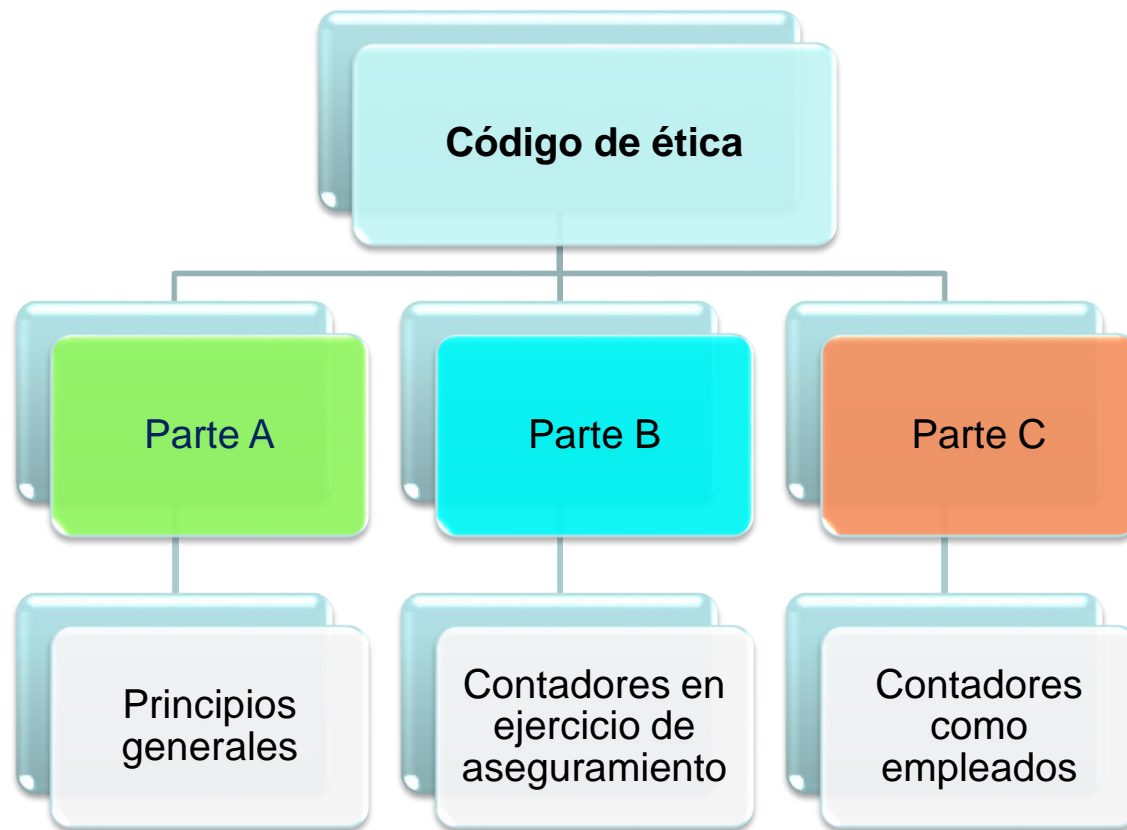 Código de ética
Parte A
Parte B
Parte C
Principios
generales
Contadores en
ejercicio de
aseguramiento
Contadores
como
empleados